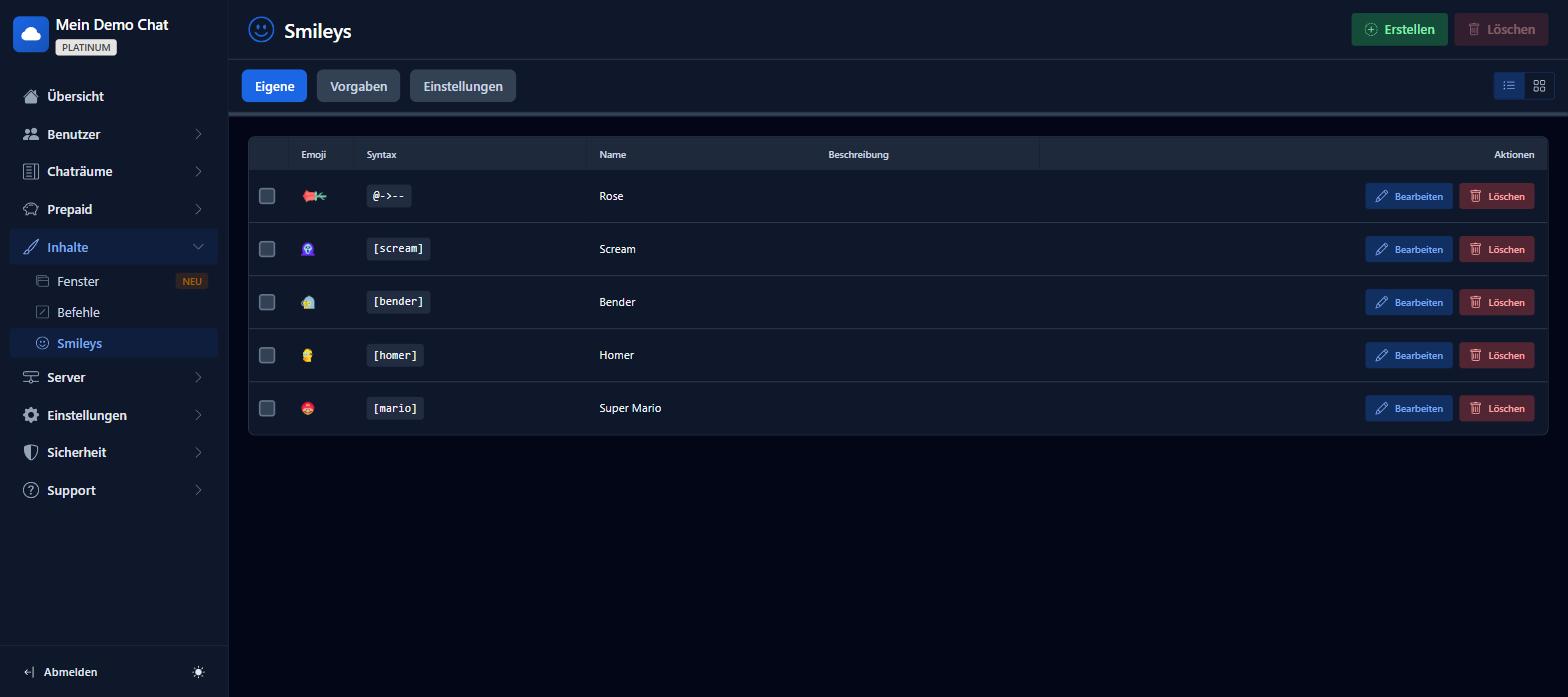 Mein Demo Chat
PLATINUM
Übersicht
Benutzer
Chaträume
Prepaid
Inhalte
Fenster NEU
Befehle
Smileys
Server
Einstellungen
Sicherheit
Support
Abmelden
Smileys
Erstellen Löschen
Eigene Vorgaben Einstellungen
Emoji Syntax Name Beschreibung Aktionen
@->-- Rose Bearbeiten Löschen
[scream] Scream Bearbeiten Löschen
[bender] Bender Bearbeiten Löschen
[homer] Homer Bearbeiten Löschen
[mario] Super Mario Bearbeiten Löschen